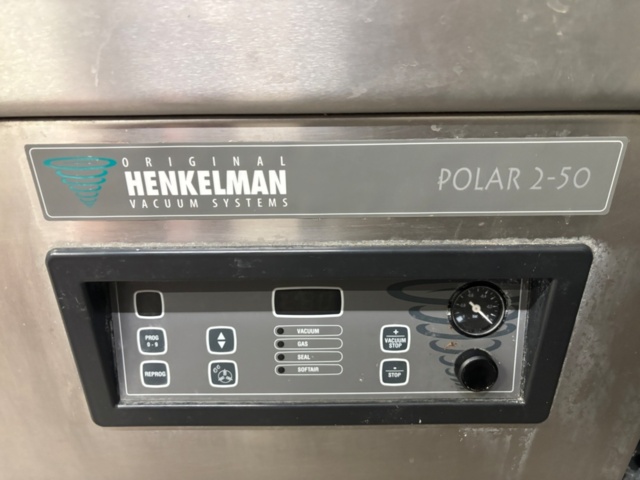 ORIGINAL
HENKELMAN
VACUUM SYSTEMS
POLAR 2-50
PROG
0 - 9
REPROG
VACUUM
GAS
SEAL
SOFTAIR
+
VACUUM
STOP
-
STOP